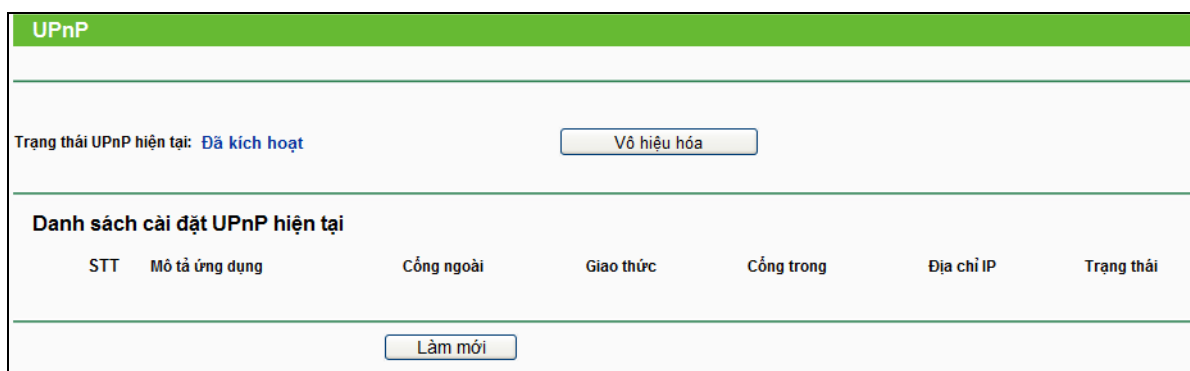 UPnP
Trạng thái UPnP hiện tại: Đã kích hoạt Vô hiệu hóa
Danh sách cài đặt UPnP hiện tại
STT Mô tả ứng dụng Cổng ngoài Giao thức Cổng trong Địa chỉ IP Trạng thái
Làm mới